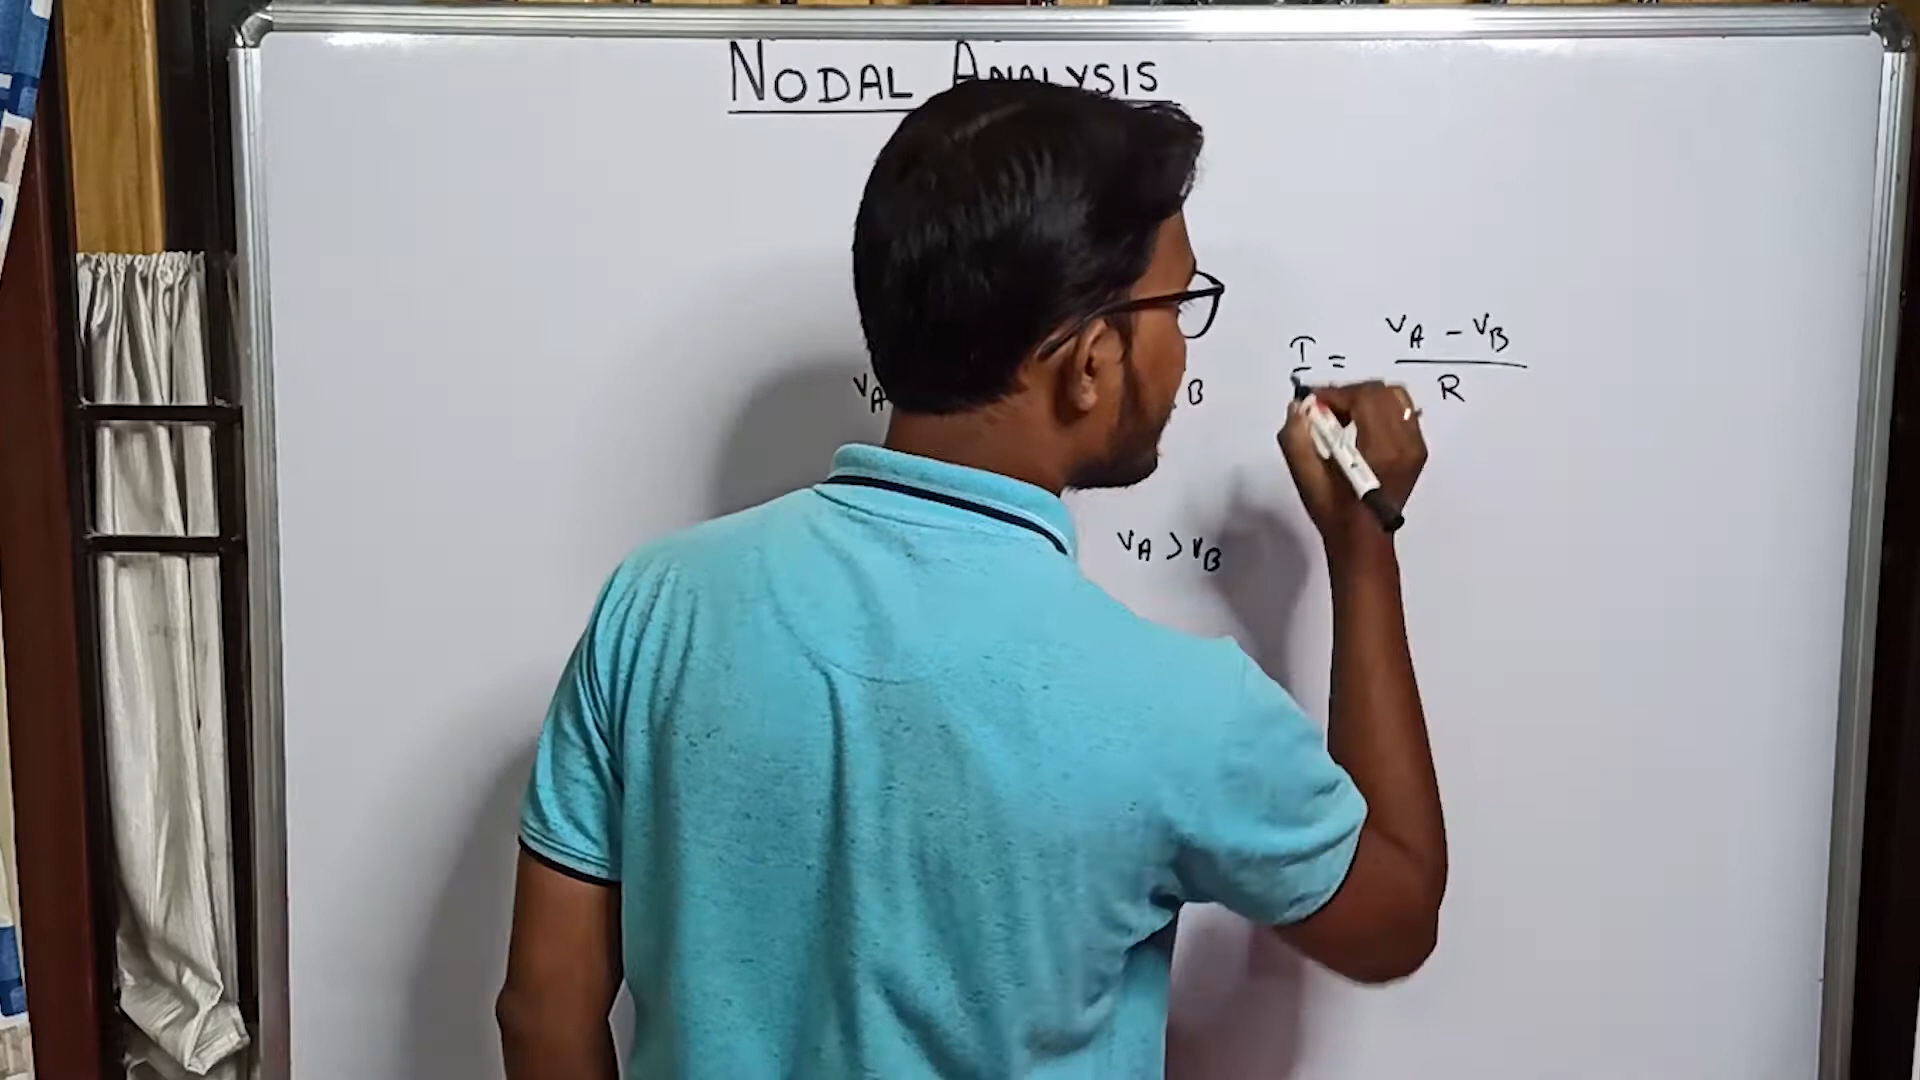 NODAL ANALYSIS
I = VA - VB
R
VA B
VA > VB